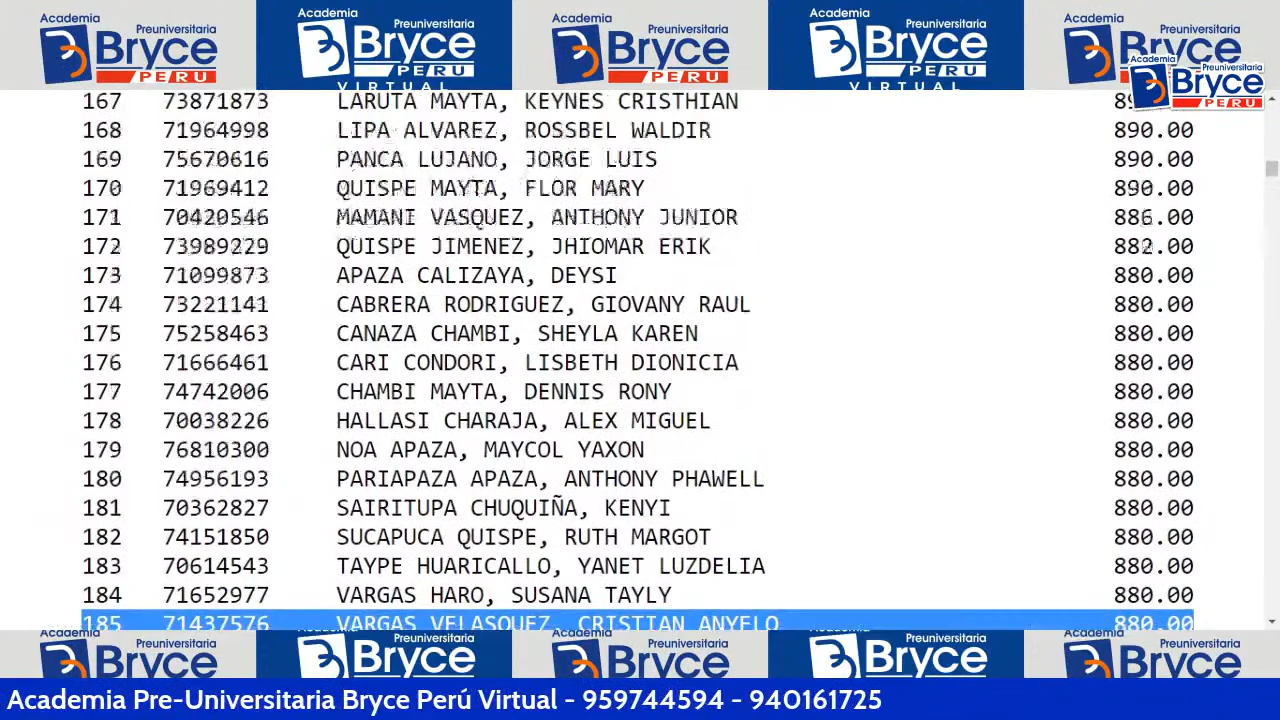 Academia Preuniversitaria Bryce PERU
Academia Preuniversitaria Bryce PERU VIRTUAL
Academia Preuniversitaria Bryce PERU
Academia Preuniversitaria Bryce PERU VIRTUAL
Academia Preuniversitaria Bryce
Academia Preuniversitaria Bryce PERU
167 73871873 LARUTA MAYTA, KEYNES CRISTHIAN
168 71964998 LIPA ALVAREZ, ROSSBEL WALDIR 890.00
169 75670616 PANCA LUJANO, JORGE LUIS 890.00
170 71969412 QUISPE MAYTA, FLOR MARY 890.00
171 70420546 MAMANI VASQUEZ, ANTHONY JUNIOR 886.00
172 73989229 QUISPE JIMENEZ, JHIOMAR ERIK 882.00
173 71099873 APAZA CALIZAYA, DEYSI 880.00
174 73221141 CABRERA RODRIGUEZ, GIOVANY RAUL 880.00
175 75258463 CANAZA CHAMBI, SHEYLA KAREN 880.00
176 71666461 CARI CONDORI, LISBETH DIONICIA 880.00
177 74742006 CHAMBI MAYTA, DENNIS RONY 880.00
178 70038226 HALLASI CHARAJA, ALEX MIGUEL 880.00
179 76810300 NOA APAZA, MAYCOL YAXON 880.00
180 74956193 PARIAPAZA APAZA, ANTHONY PHAWELL 880.00
181 70362827 SAIRITUPA CHUQUIÑA, KENYI 880.00
182 74151850 SUCAPUCA QUISPE, RUTH MARGOT 880.00
183 70614543 TAYPE HUARICALLO, YANET LUZDELIA 880.00
184 71652977 VARGAS HARO, SUSANA TAYLY 880.00
185 71437576 VARGAS VELASQUEZ, CRISTIAN ANYELO 880.00
Academia Preuniversitaria Bryce PERU
Preuniversitaria Bryce PERU
Academia Preuniversitaria Bryce PERU
Preuniversitaria Bryce PERU
Academia Preuniversitaria Bryce PERU
Academia Pre-Universitaria Bryce Perú Virtual - 959744594 - 940161725